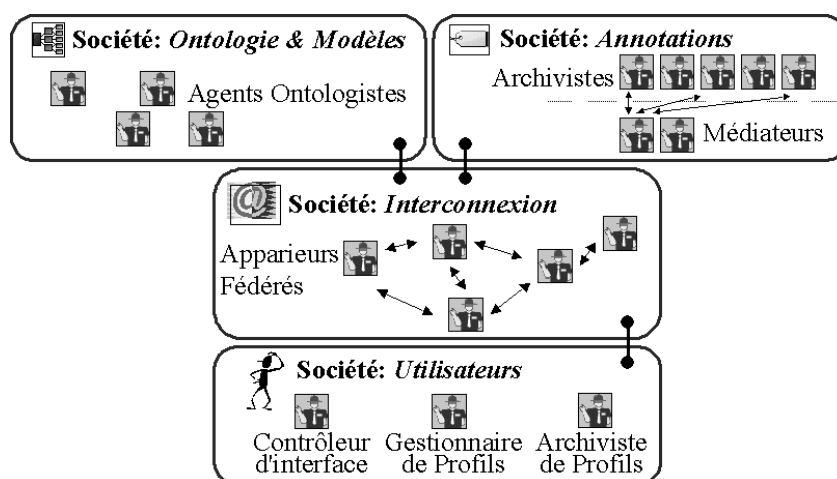 Société: Ontologie & Modèles
Agents Ontologistes
Société: Annotations
Archivistes
Médiateurs
@
Société: Interconnexion
Apparieurs
Fédérés
Société: Utilisateurs
Contrôleur
d'interface
Gestionnaire
de Profils
Archiviste
de Profils